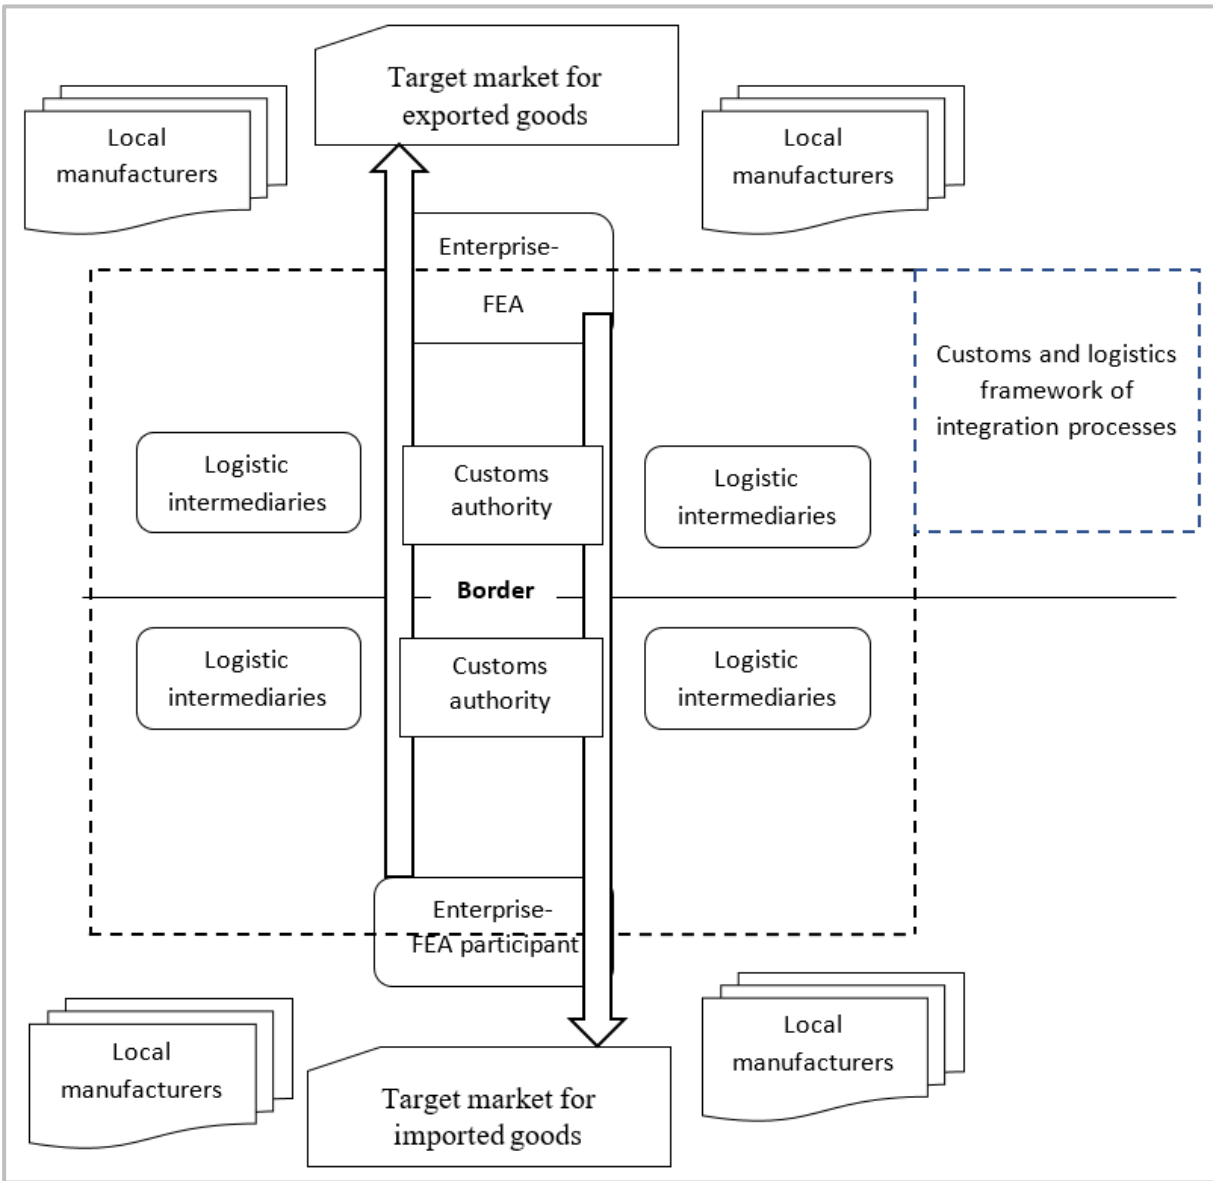 Target market for
exported goods
Local
manufacturers
Local
manufacturers
Enterprise-
FEA
Customs and logistics
framework of
integration processes
Logistic
intermediaries
Customs
authority
Logistic
intermediaries
Border
Logistic
intermediaries
Customs
authority
Logistic
intermediaries
Enterprise-
FEA participant
Local
manufacturers
Local
manufacturers
Target market for
imported goods